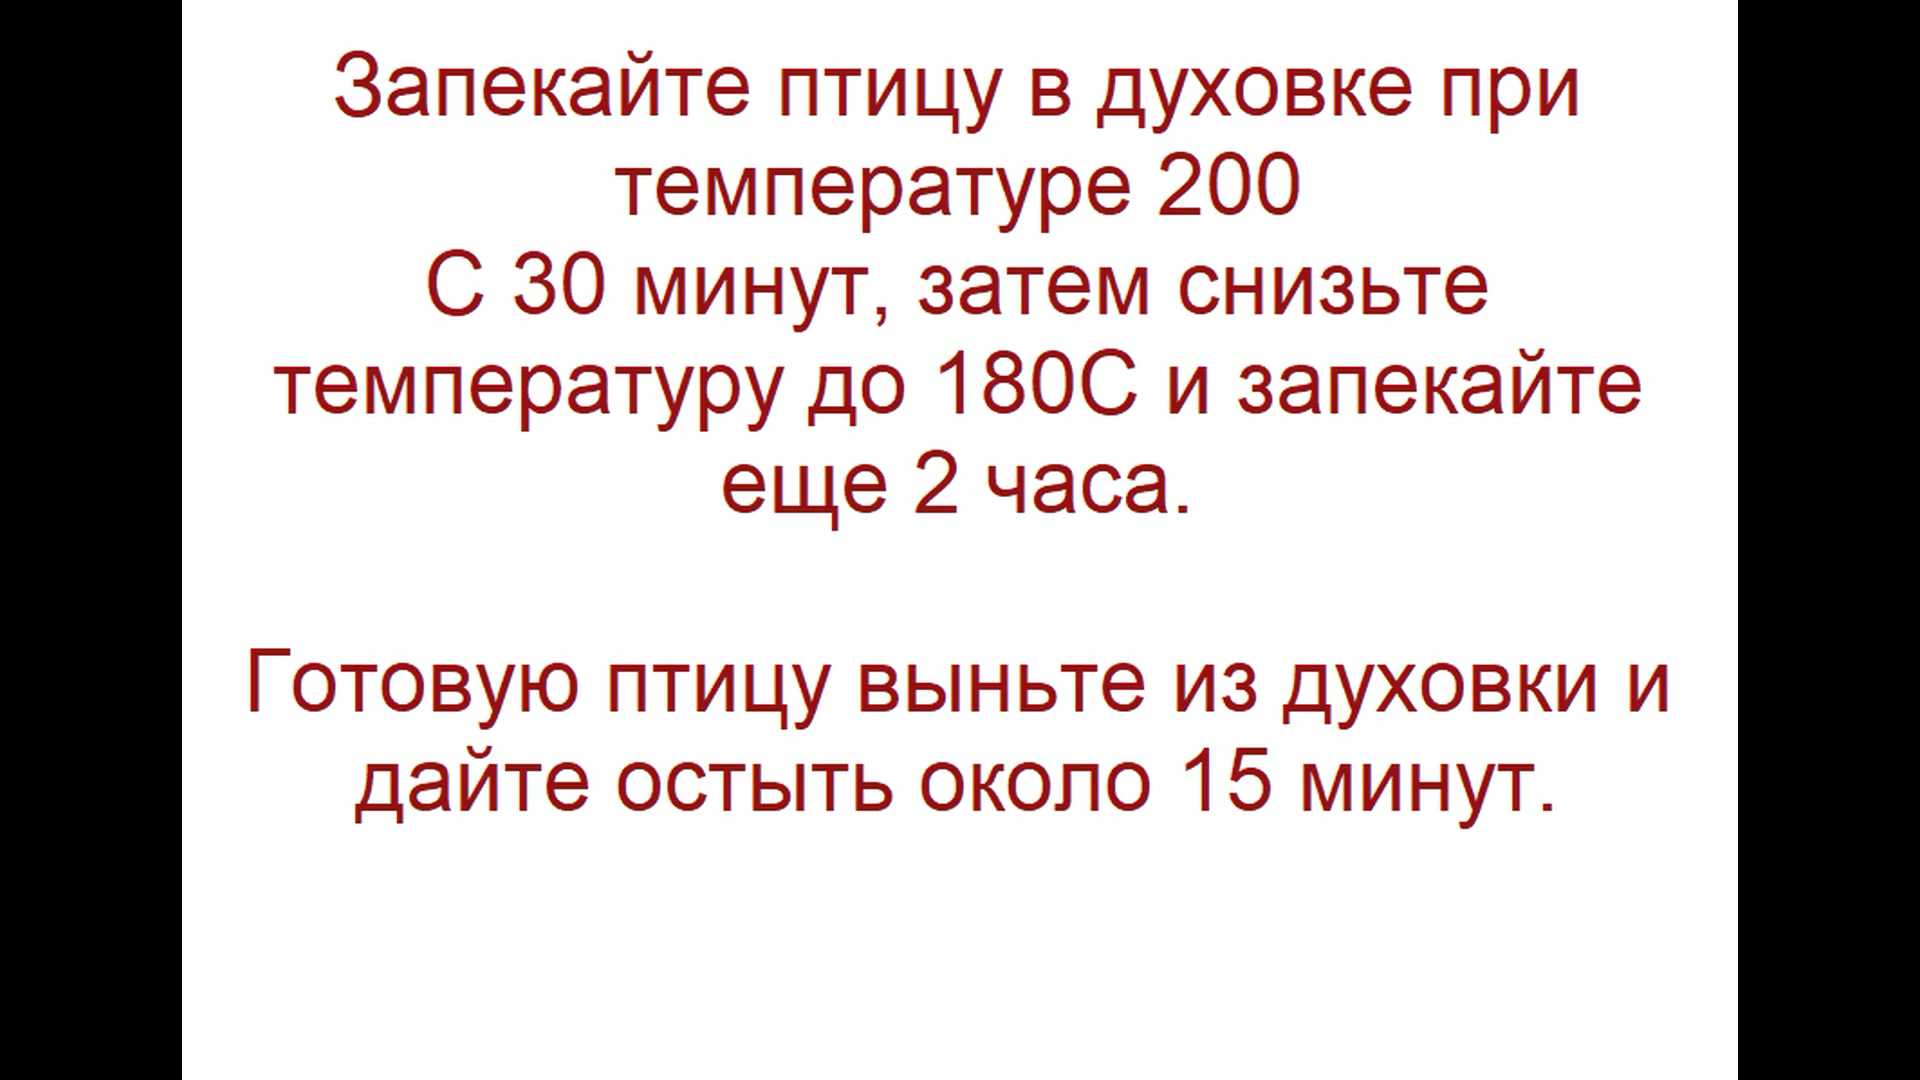 Запекайте птицу в духовке при
температуре 200
С 30 минут, затем снизьте
температуру до 180С и запекайте
еще 2 часа.
Готовую птицу выньте из духовки и
дайте остыть около 15 минут.